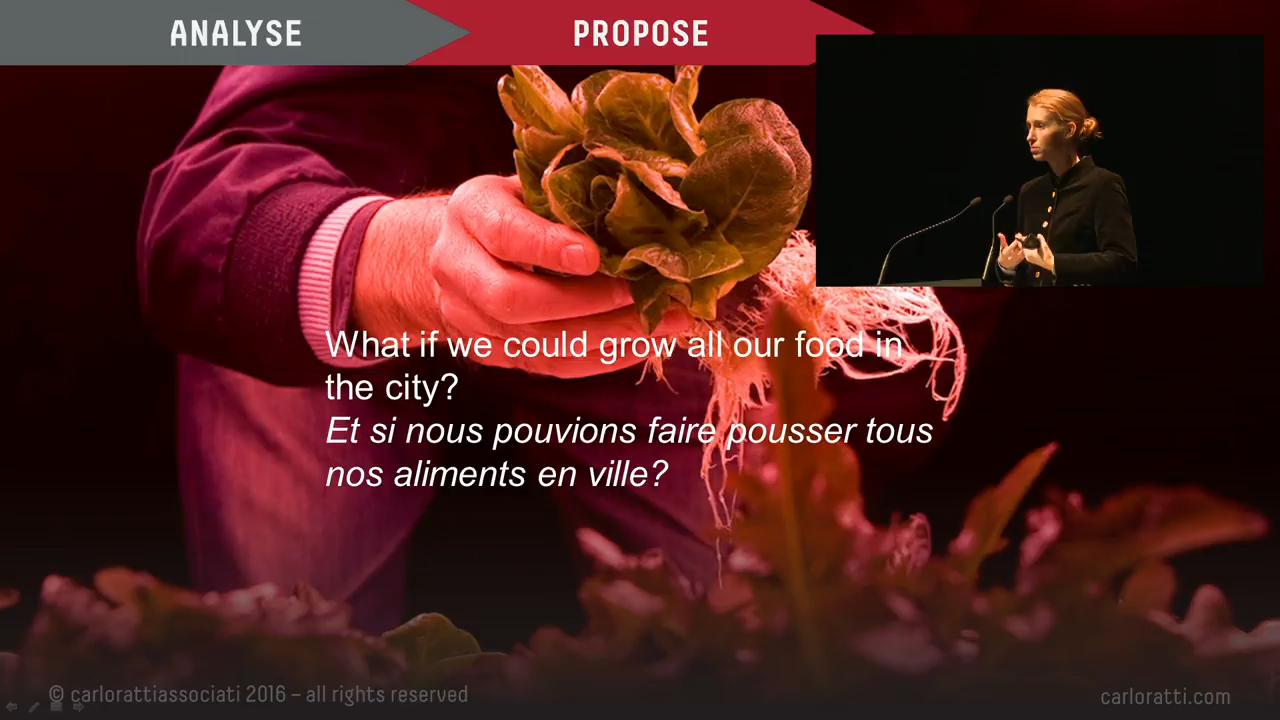 ANALYSE
PROPOSE
What if we could grow all our food in
the city?
Et si nous pouvions faire pousser tous
nos aliments en ville?
© carlorattiassociati 2016 – all rights reserved
carloratti.com